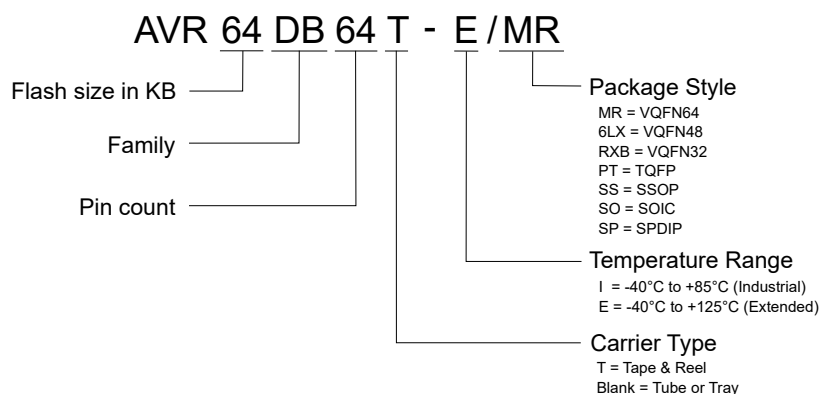 AVR 64 DB 64 T - E / MR
Flash size in KB
Family
Pin count
Package Style
MR = VQFN64
6LX = VQFN48
RXB = VQFN32
PT = TQFP
SS = SSOP
SO = SOIC
SP = SPDIP
Temperature Range
I = -40°C to +85°C (Industrial)
E = -40°C to +125°C (Extended)
Carrier Type
T = Tape & Reel
Blank = Tube or Tray